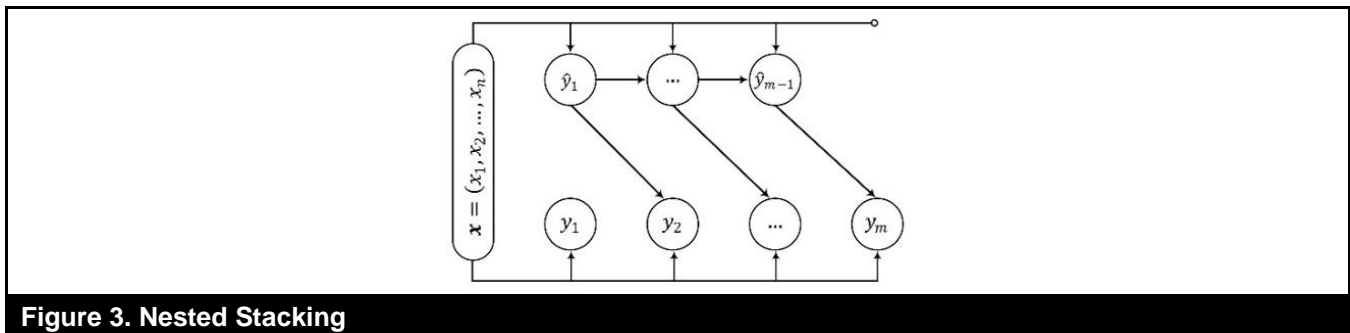 x = (x₁, x₂, ..., xₙ)
ŷ₁ ... ŷₘ₋₁
y₁ y₂ ... yₘ
Figure 3. Nested Stacking